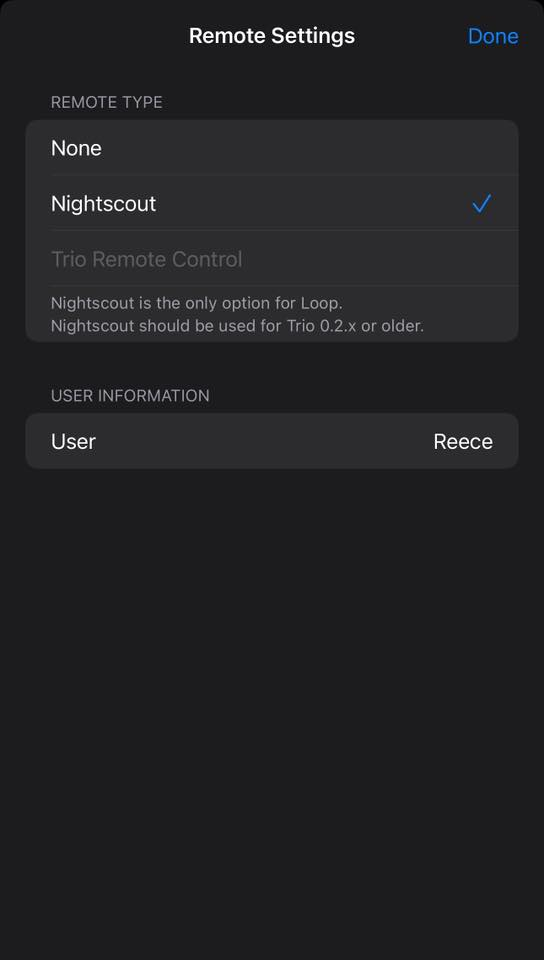 Remote Settings
Done
REMOTE TYPE
None
Nightscout
Trio Remote Control
Nightscout is the only option for Loop.
Nightscout should be used for Trio 0.2.x or older.
USER INFORMATION
User Reece